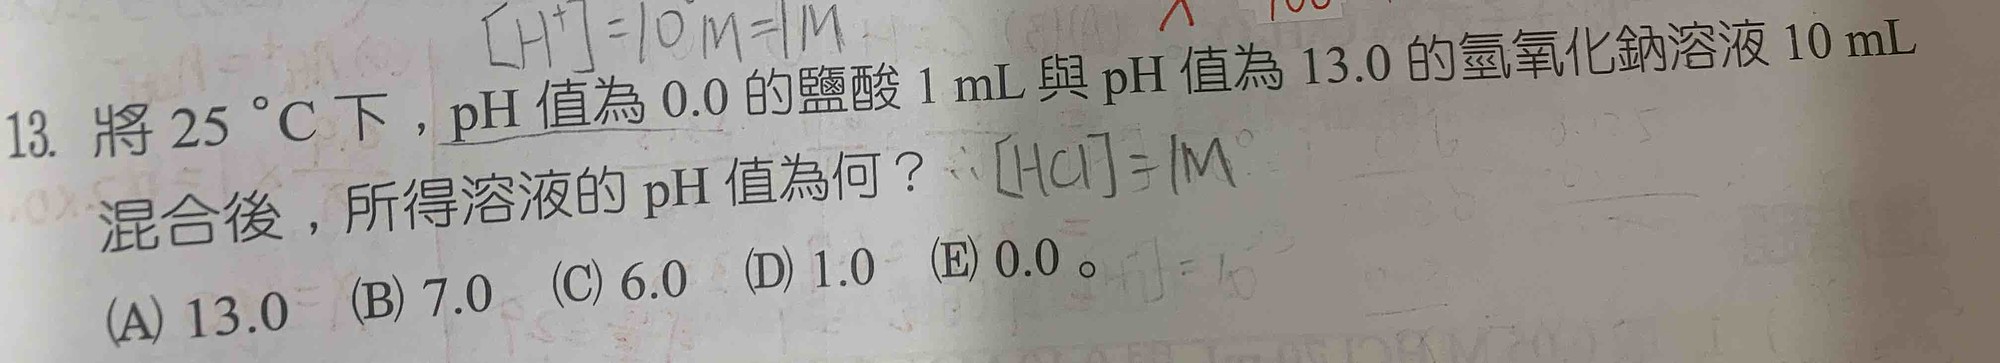 [H⁺]=10⁰M=1M
13. 將 25 °C 下，pH 值為 0.0 的鹽酸 1 mL 與 pH 值為 13.0 的氫氧化鈉溶液 10 mL
混合後，所得溶液的 pH 值為何？ ∴[HCl]=1M
(A) 13.0 (B) 7.0 (C) 6.0 (D) 1.0 (E) 0.0。